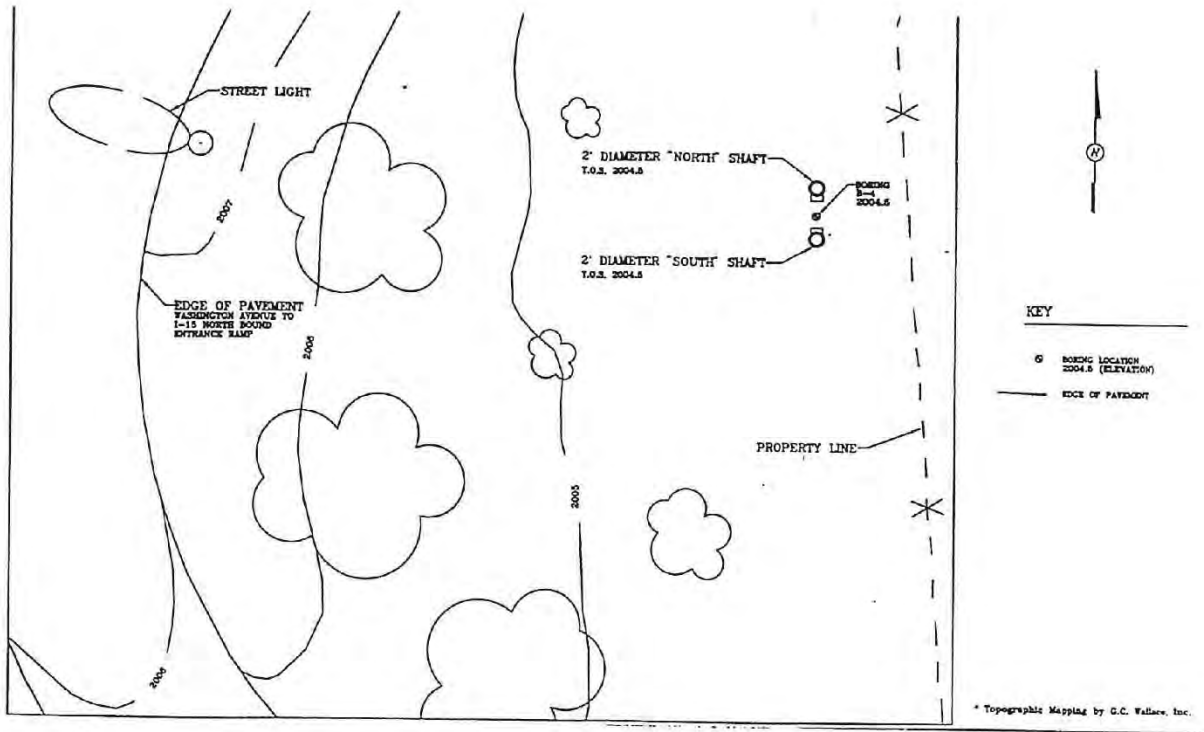 STREET LIGHT
2' DIAMETER "NORTH" SHAFT
T.O.S. 2004.5
BORING
B-4
2004.5
2007
2' DIAMETER "SOUTH" SHAFT
T.O.S. 2004.5
EDGE OF PAVEMENT
WASHINGTON AVENUE TO
I-15 NORTH BOUND
ENTRANCE RAMP
2006
N
KEY
BORING LOCATION
2004.5 (ELEVATION)
EDGE OF PAVEMENT
PROPERTY LINE
2005
2006
* Topographic Mapping by G.C. Wallace, Inc.